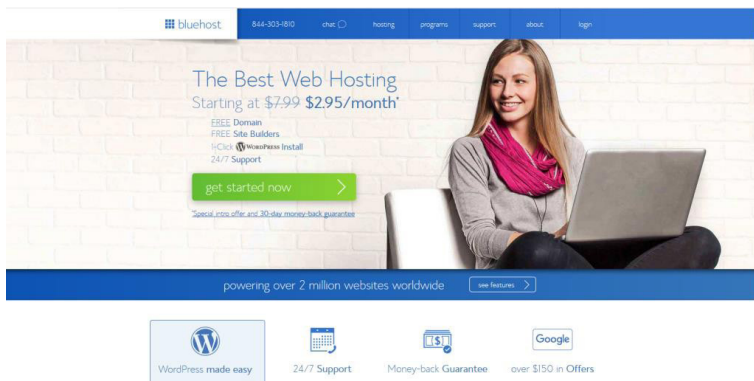 bluehost
844-303-1810
chat
hosting
programs
support
about
login
The Best Web Hosting
Starting at $7.99 $2.95/month*
FREE Domain
FREE Site Builders
1-Click WORDPRESS Install
24/7 Support
get started now
*Special intro offer and 30-day money-back guarantee
powering over 2 million websites worldwide
see features
WordPress made easy
24/7 Support
Money-back Guarantee
Google
over $150 in Offers